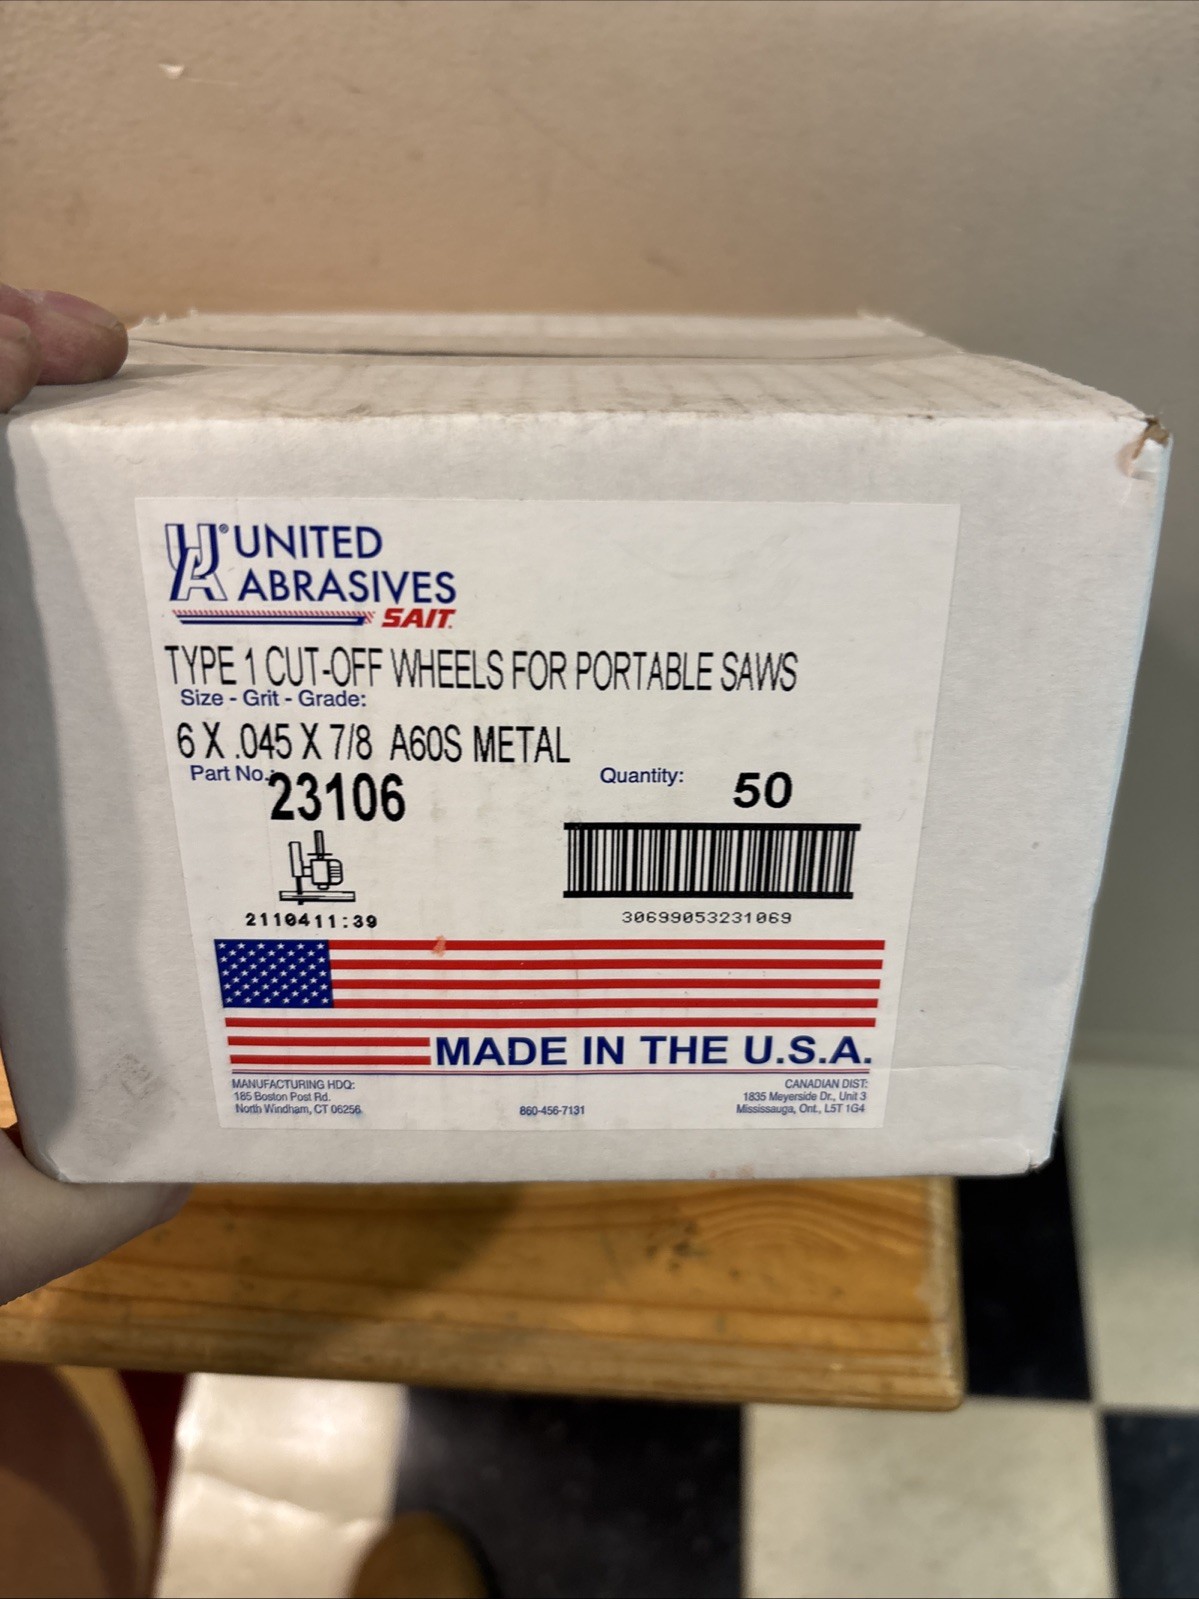 UA® UNITED
ABRASIVES
SAIT.
TYPE 1 CUT-OFF WHEELS FOR PORTABLE SAWS
Size - Grit - Grade:
6 X .045 X 7/8 A60S METAL
Part No.: 23106
Quantity: 50
2110411:39
30699053231069
MADE IN THE U.S.A.
MANUFACTURING HDQ:
185 Boston Post Rd.
North Windham, CT 06256
860-456-7131
CANADIAN DIST:
1835 Meyerside Dr., Unit 3
Mississauga, Ont., L5T 1G4